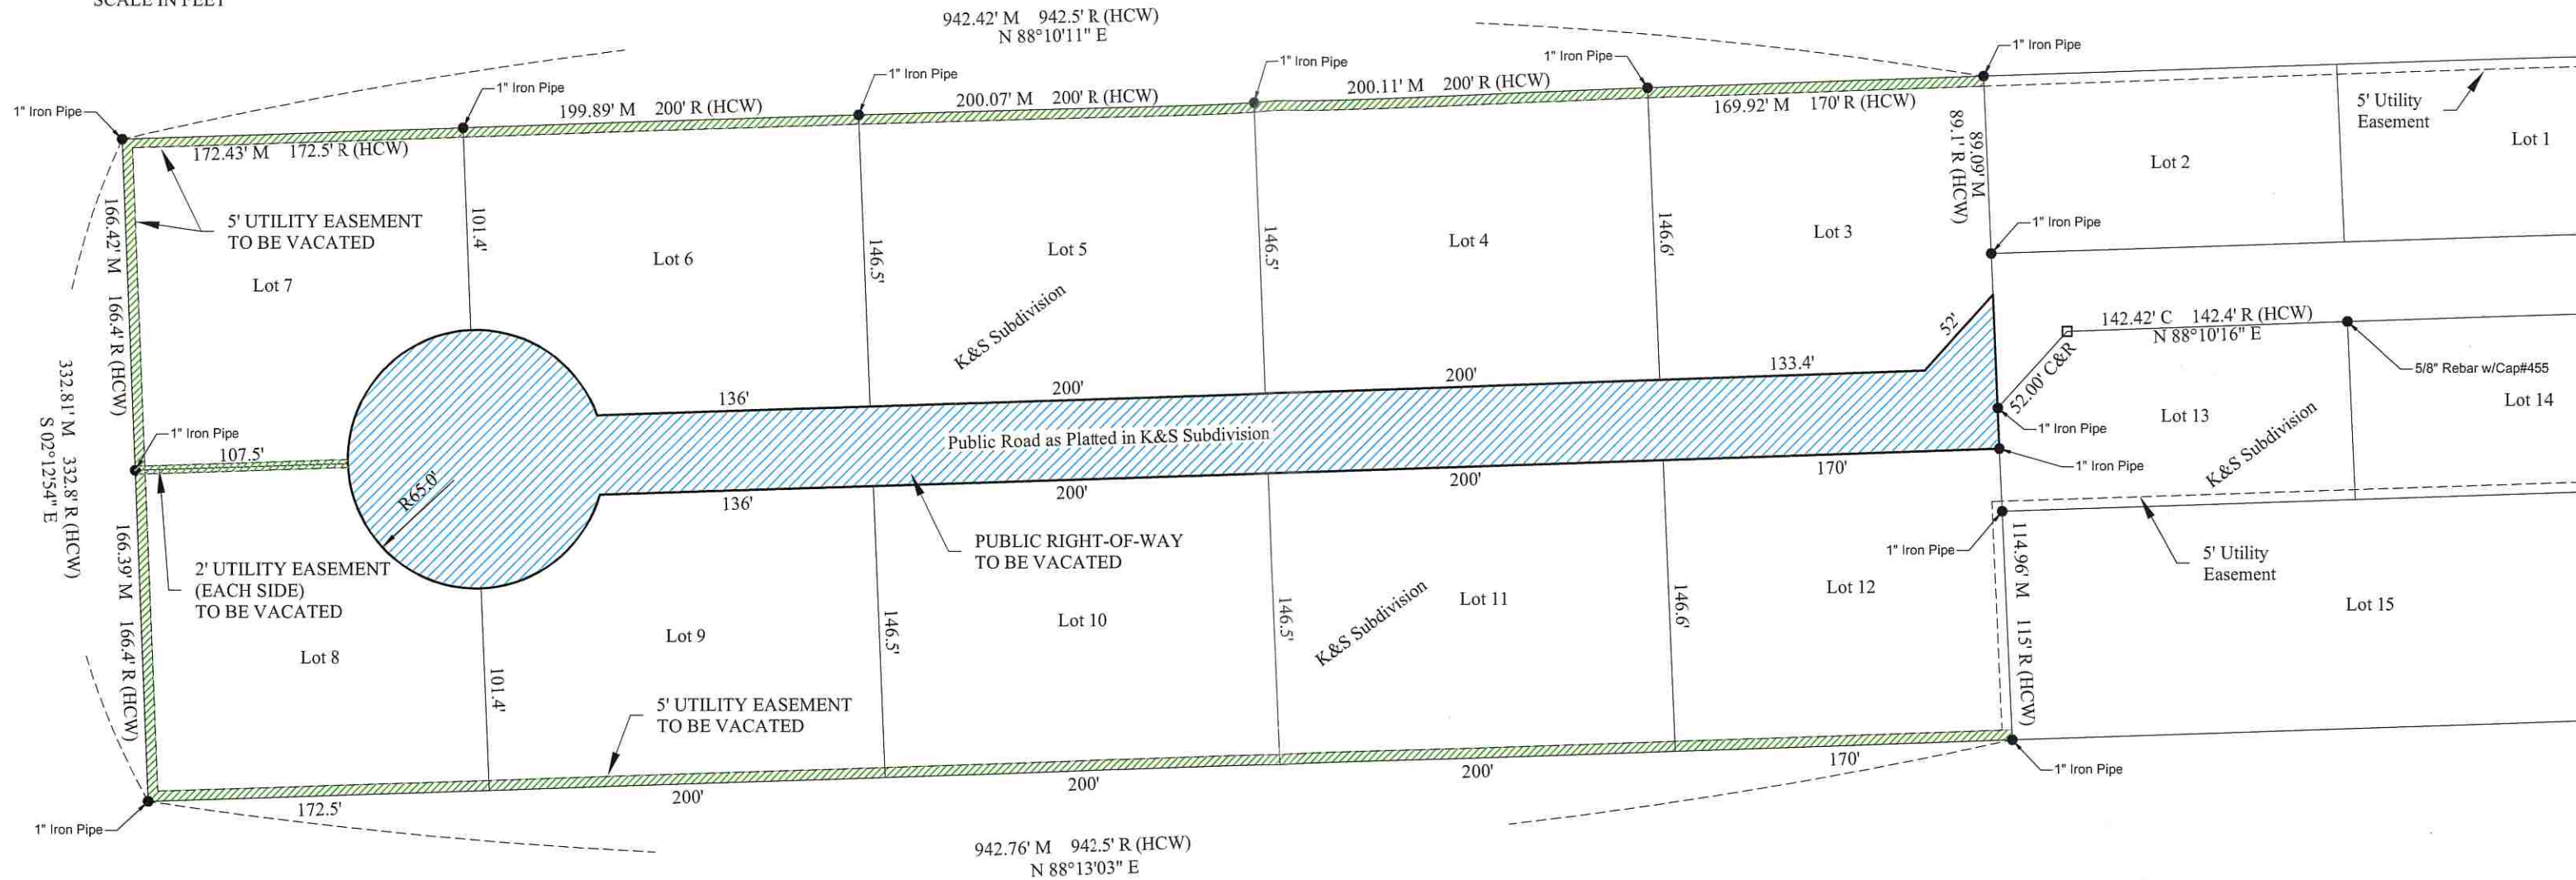 SCALE IN FEET
942.42' M 942.5' R (HCW)
N 88°10'11" E
1" Iron Pipe
1" Iron Pipe
1" Iron Pipe
1" Iron Pipe
1" Iron Pipe
1" Iron Pipe
172.43' M 172.5' R (HCW)
199.89' M 200' R (HCW)
200.07' M 200' R (HCW)
200.11' M 200' R (HCW)
169.92' M 170' R (HCW)
5' Utility
Easement
Lot 1
Lot 2
89.09' M
89.1' R (HCW)
1" Iron Pipe
5' UTILITY EASEMENT
TO BE VACATED
166.42' M 166.4' R (HCW)
101.4'
146.5'
146.5'
146.6'
Lot 7
Lot 6
Lot 5
Lot 4
Lot 3
K&S Subdivision
52'
142.42' C 142.4' R (HCW)
N 88°10'16" E
52.00' C&R
5/8" Rebar w/Cap#455
Lot 13
Lot 14
K&S Subdivision
1" Iron Pipe
1" Iron Pipe
136'
200'
200'
133.4'
Public Road as Platted in K&S Subdivision
332.81' M 332.8' R (HCW)
S 02°12'54" E
1" Iron Pipe
107.5'
R65.0'
136'
200'
200'
170'
PUBLIC RIGHT-OF-WAY
TO BE VACATED
2' UTILITY EASEMENT
(EACH SIDE)
TO BE VACATED
166.39' M 166.4' R (HCW)
101.4'
146.5'
146.5'
146.6'
1" Iron Pipe
114.96' M 115' R (HCW)
5' Utility
Easement
Lot 8
Lot 9
Lot 10
Lot 11
Lot 12
Lot 15
K&S Subdivision
5' UTILITY EASEMENT
TO BE VACATED
172.5'
200'
200'
200'
170'
1" Iron Pipe
1" Iron Pipe
942.76' M 942.5' R (HCW)
N 88°13'03" E